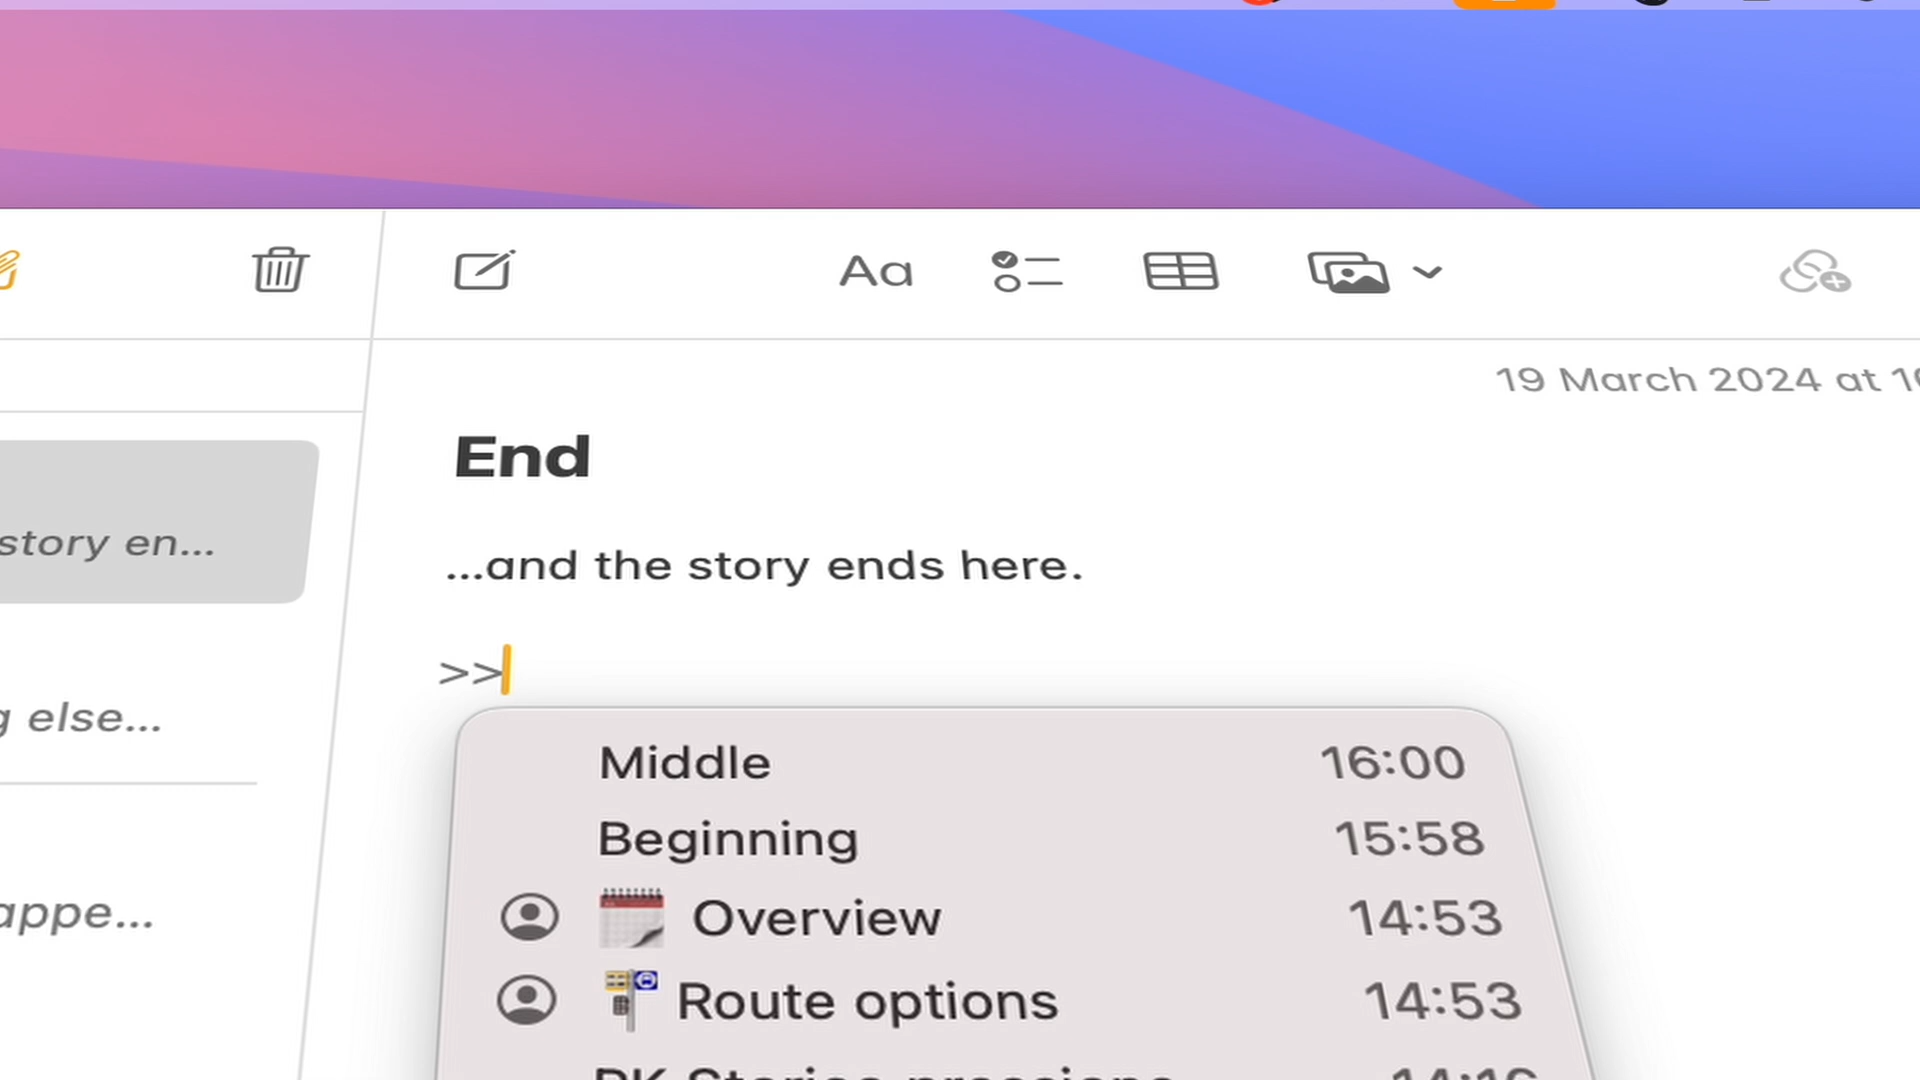 Aa
19 March 2024 at
End
story en...
...and the story ends here.
>>
else...
Middle 16:00
Beginning 15:58
Overview 14:53
Route options 14:53
appe...